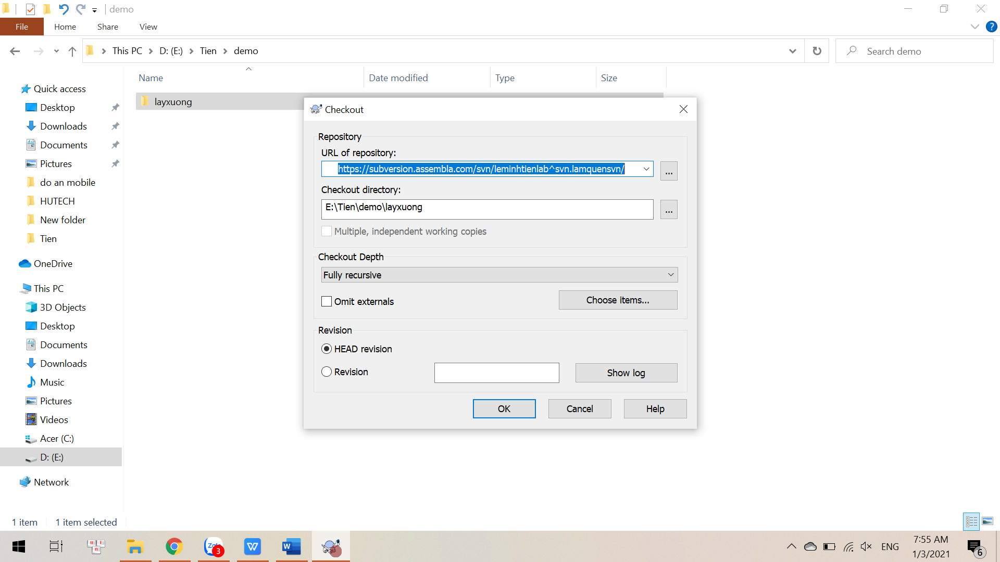 demo
File Home Share View
This PC D: (E:) Tien demo
Search demo
Name Date modified Type Size
Quick access
Desktop
Downloads
Documents
Pictures
do an mobile
HUTECH
New folder
Tien
OneDrive
This PC
3D Objects
Desktop
Documents
Downloads
Music
Pictures
Videos
Acer (C:)
D: (E:)
Network
layxuong
Checkout
Repository
URL of repository:
https://subversion.assembla.com/svn/leminhtienlab^svn.lamquensvn/
...
Checkout directory:
E:\Tien\demo\layxuong
...
Multiple, independent working copies
Checkout Depth
Fully recursive
Omit externals
Choose items...
Revision
HEAD revision
Revision
Show log
OK Cancel Help
1 item 1 item selected
3
ENG
7:55 AM
1/3/2021
6